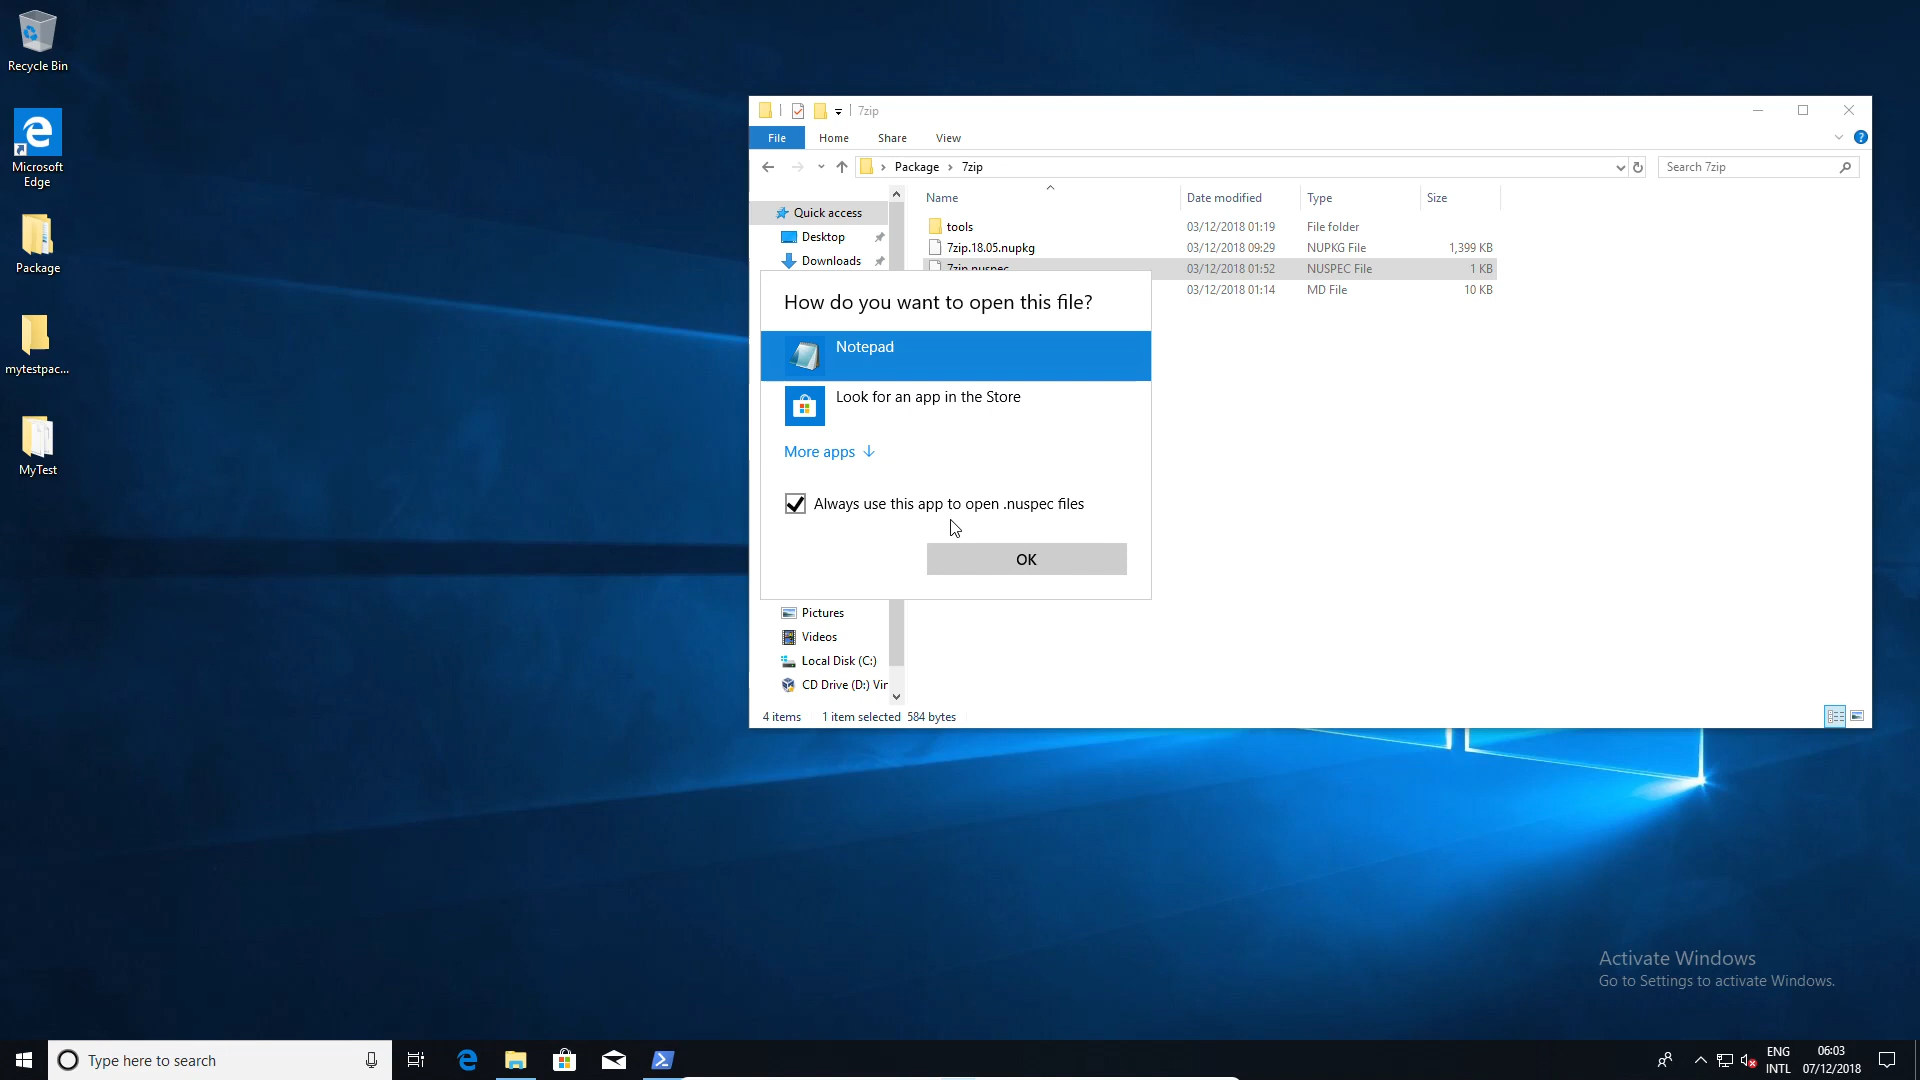 Recycle Bin
Microsoft
Edge
Package
mytestpac...
MyTest
7zip
File
Home
Share
View
Package
7zip
Search 7zip
Name
Date modified
Type
Size
Quick access
Desktop
Downloads
tools
03/12/2018 01:19
File folder
7zip.18.05.nupkg
03/12/2018 09:29
NUPKG File
1,399 KB
7zip.nuspec
03/12/2018 01:52
NUSPEC File
1 KB
03/12/2018 01:14
MD File
10 KB
How do you want to open this file?
Notepad
Look for an app in the Store
More apps
Always use this app to open .nuspec files
OK
Pictures
Videos
Local Disk (C:)
CD Drive (D:) Vir
4 items
1 item selected 584 bytes
Activate Windows
Go to Settings to activate Windows.
Type here to search
ENG
INTL
06:03
07/12/2018